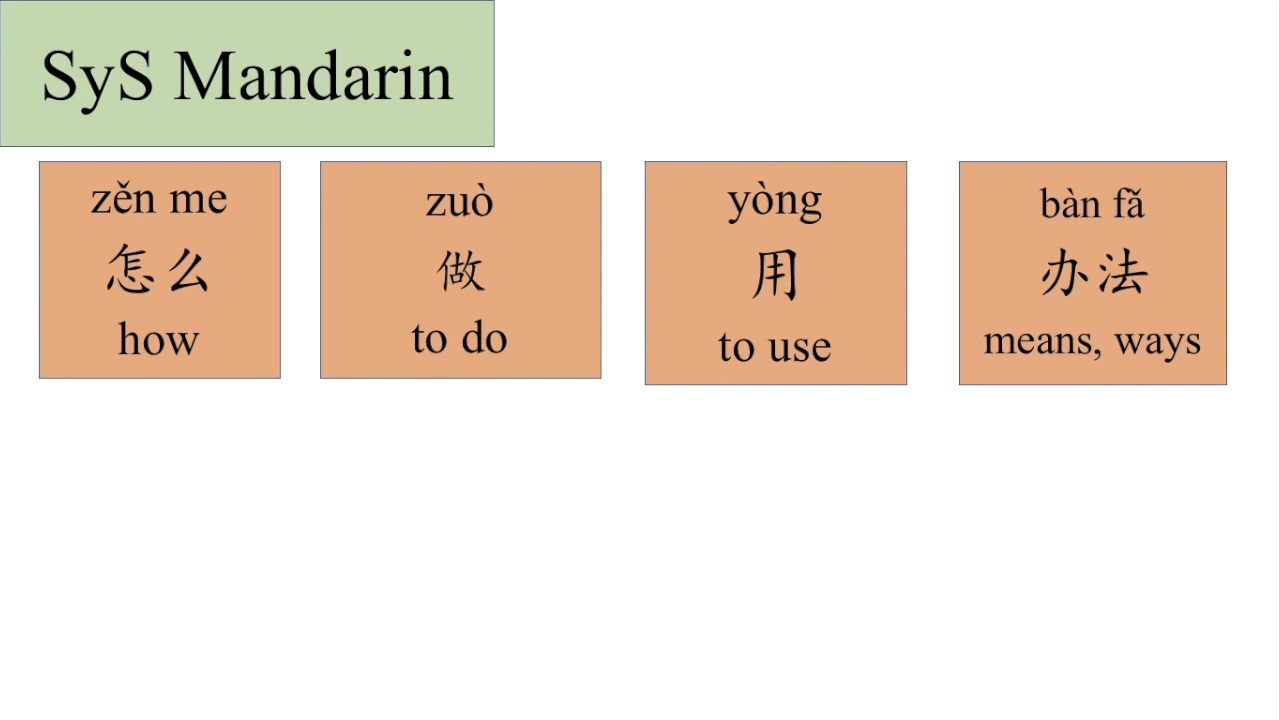 SyS Mandarin
zěn me
怎么
how
zuò
做
to do
yòng
用
to use
bàn fǎ
办法
means, ways